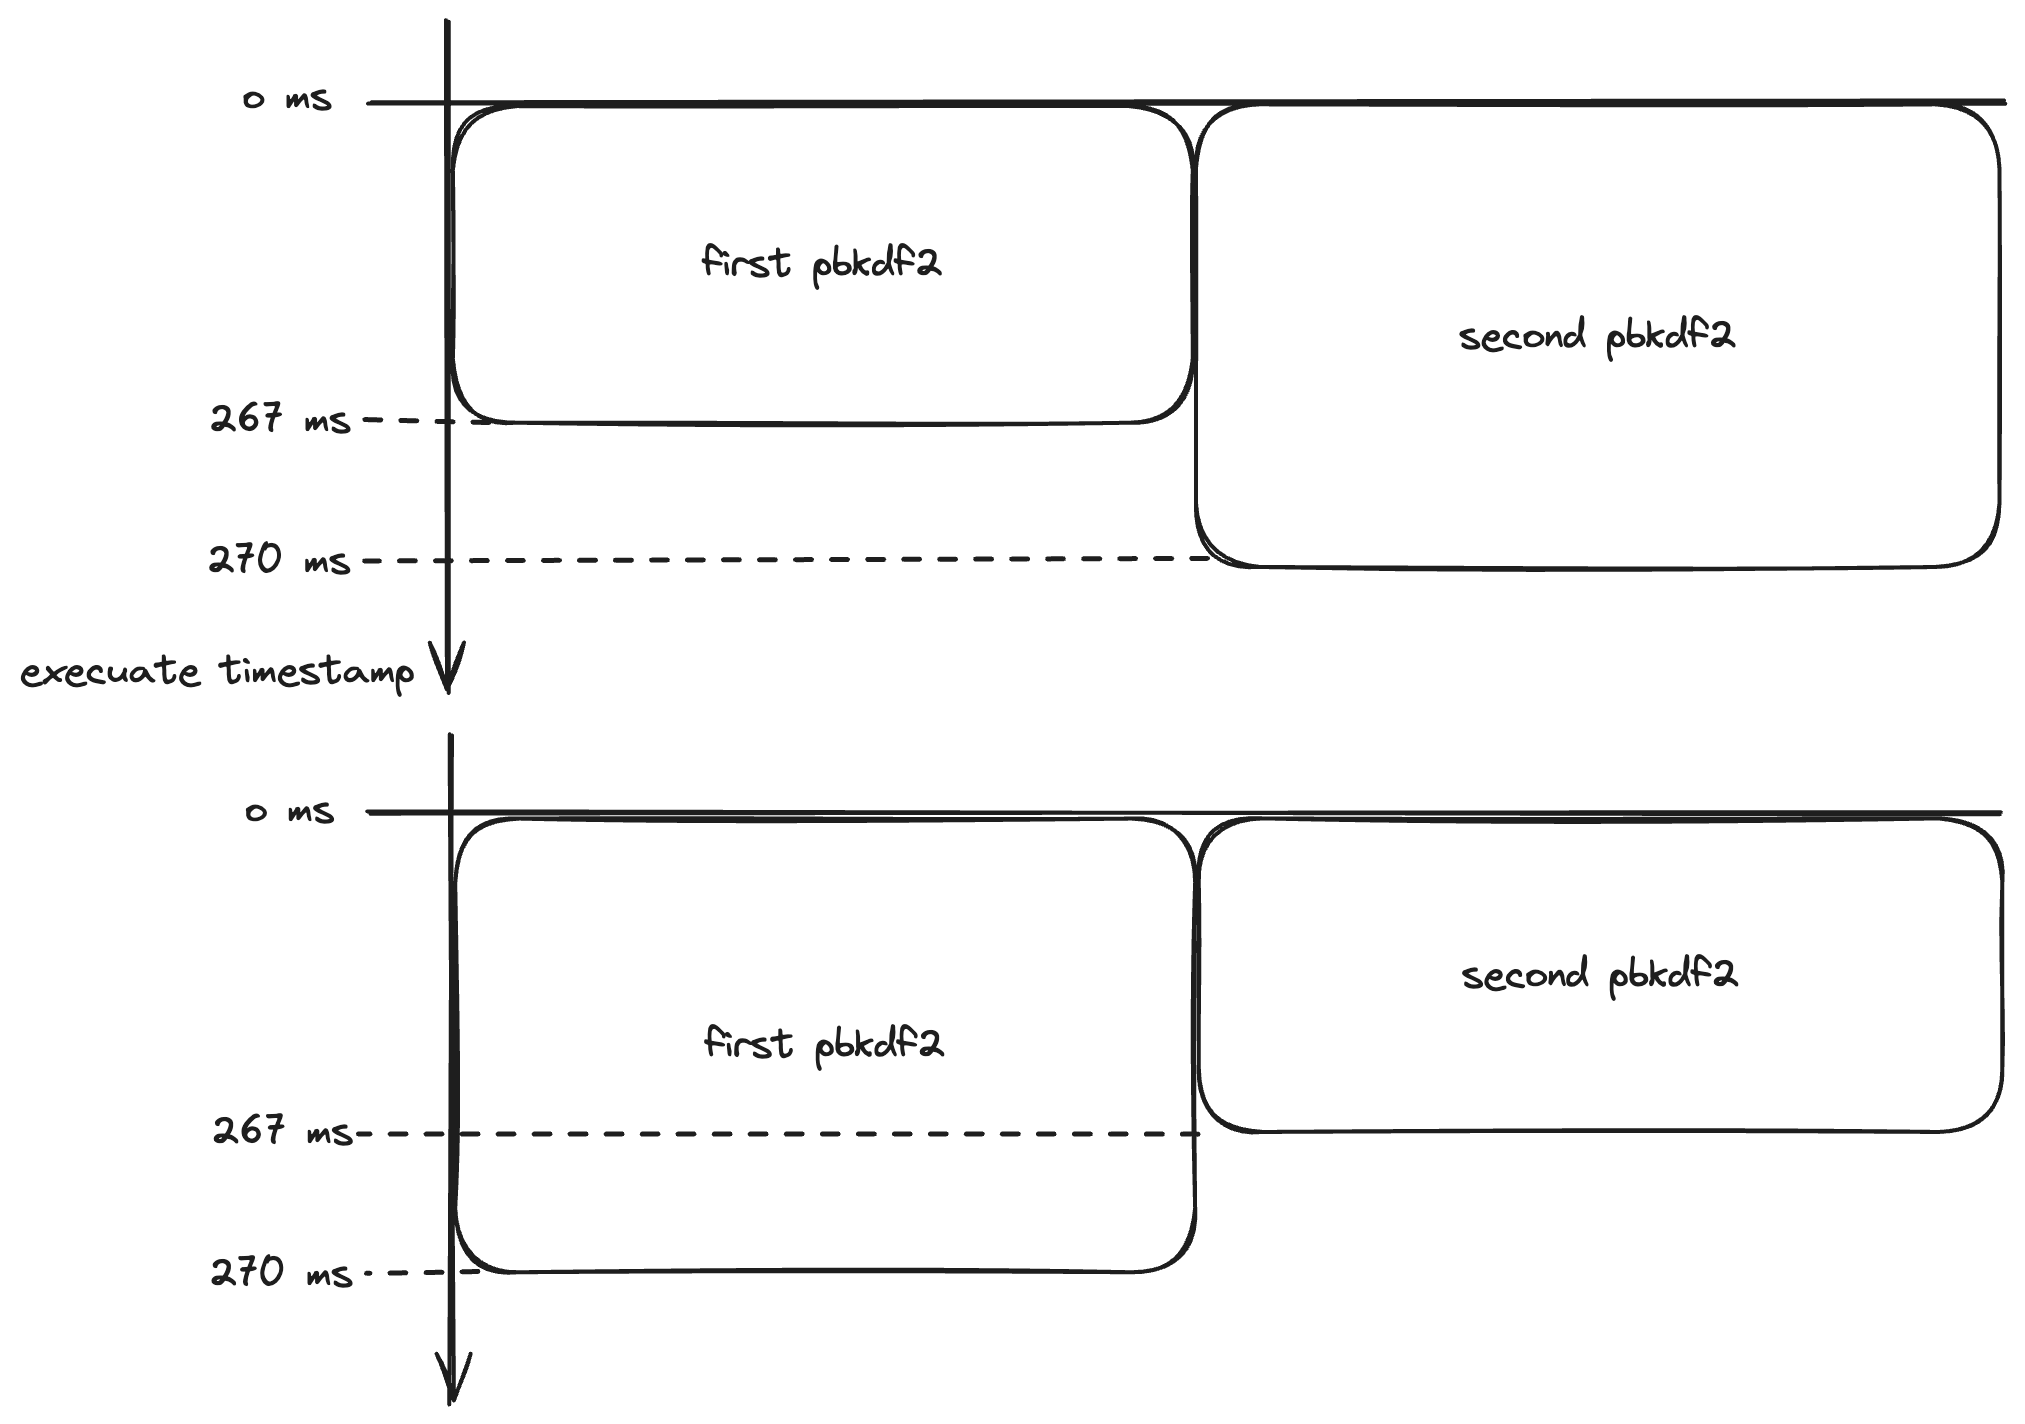 0 ms
first pbkdf2
second pbkdf2
267 ms
270 ms
execuate timestamp
0 ms
second pbkdf2
first pbkdf2
267 ms
270 ms